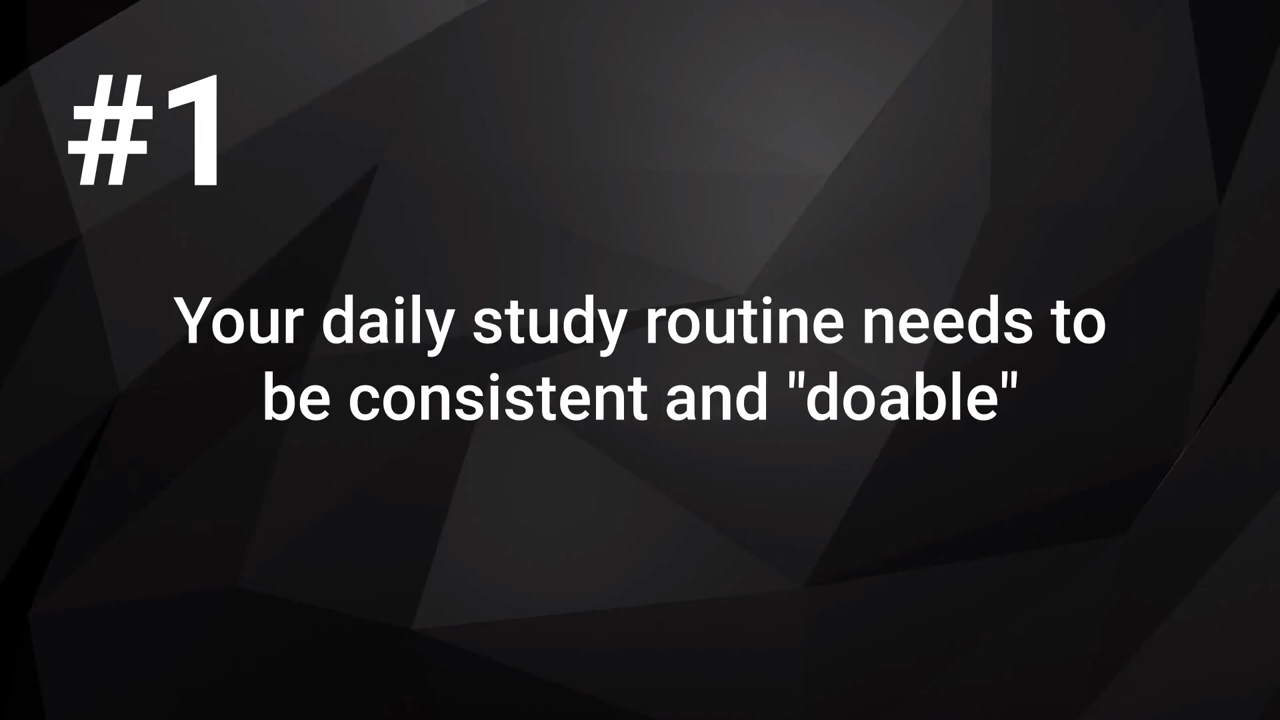 #1
Your daily study routine needs to
be consistent and "doable"